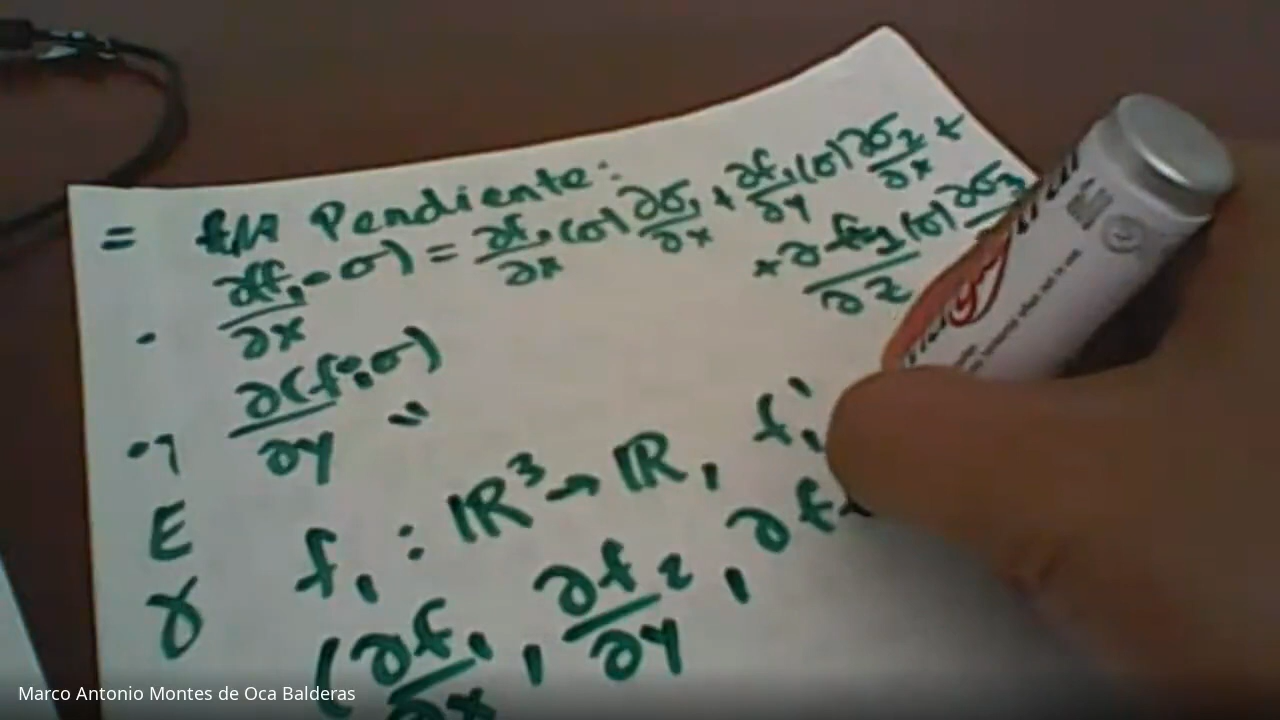 = Pendiente:
∂(f₁∘σ)/∂x = ∂f₁/∂x (σ) ∂σ₁/∂x + ∂f₁/∂y (σ) ∂σ₂/∂x +
+ ∂f₁/∂z (σ) ∂σ₃
∂(f₁∘σ)/∂y "
f₁ : ℝ³ → ℝ, f₁'
E
(∂f₁/∂x, ∂f₂/∂y, ∂f
γ
Marco Antonio Montes de Oca Balderas